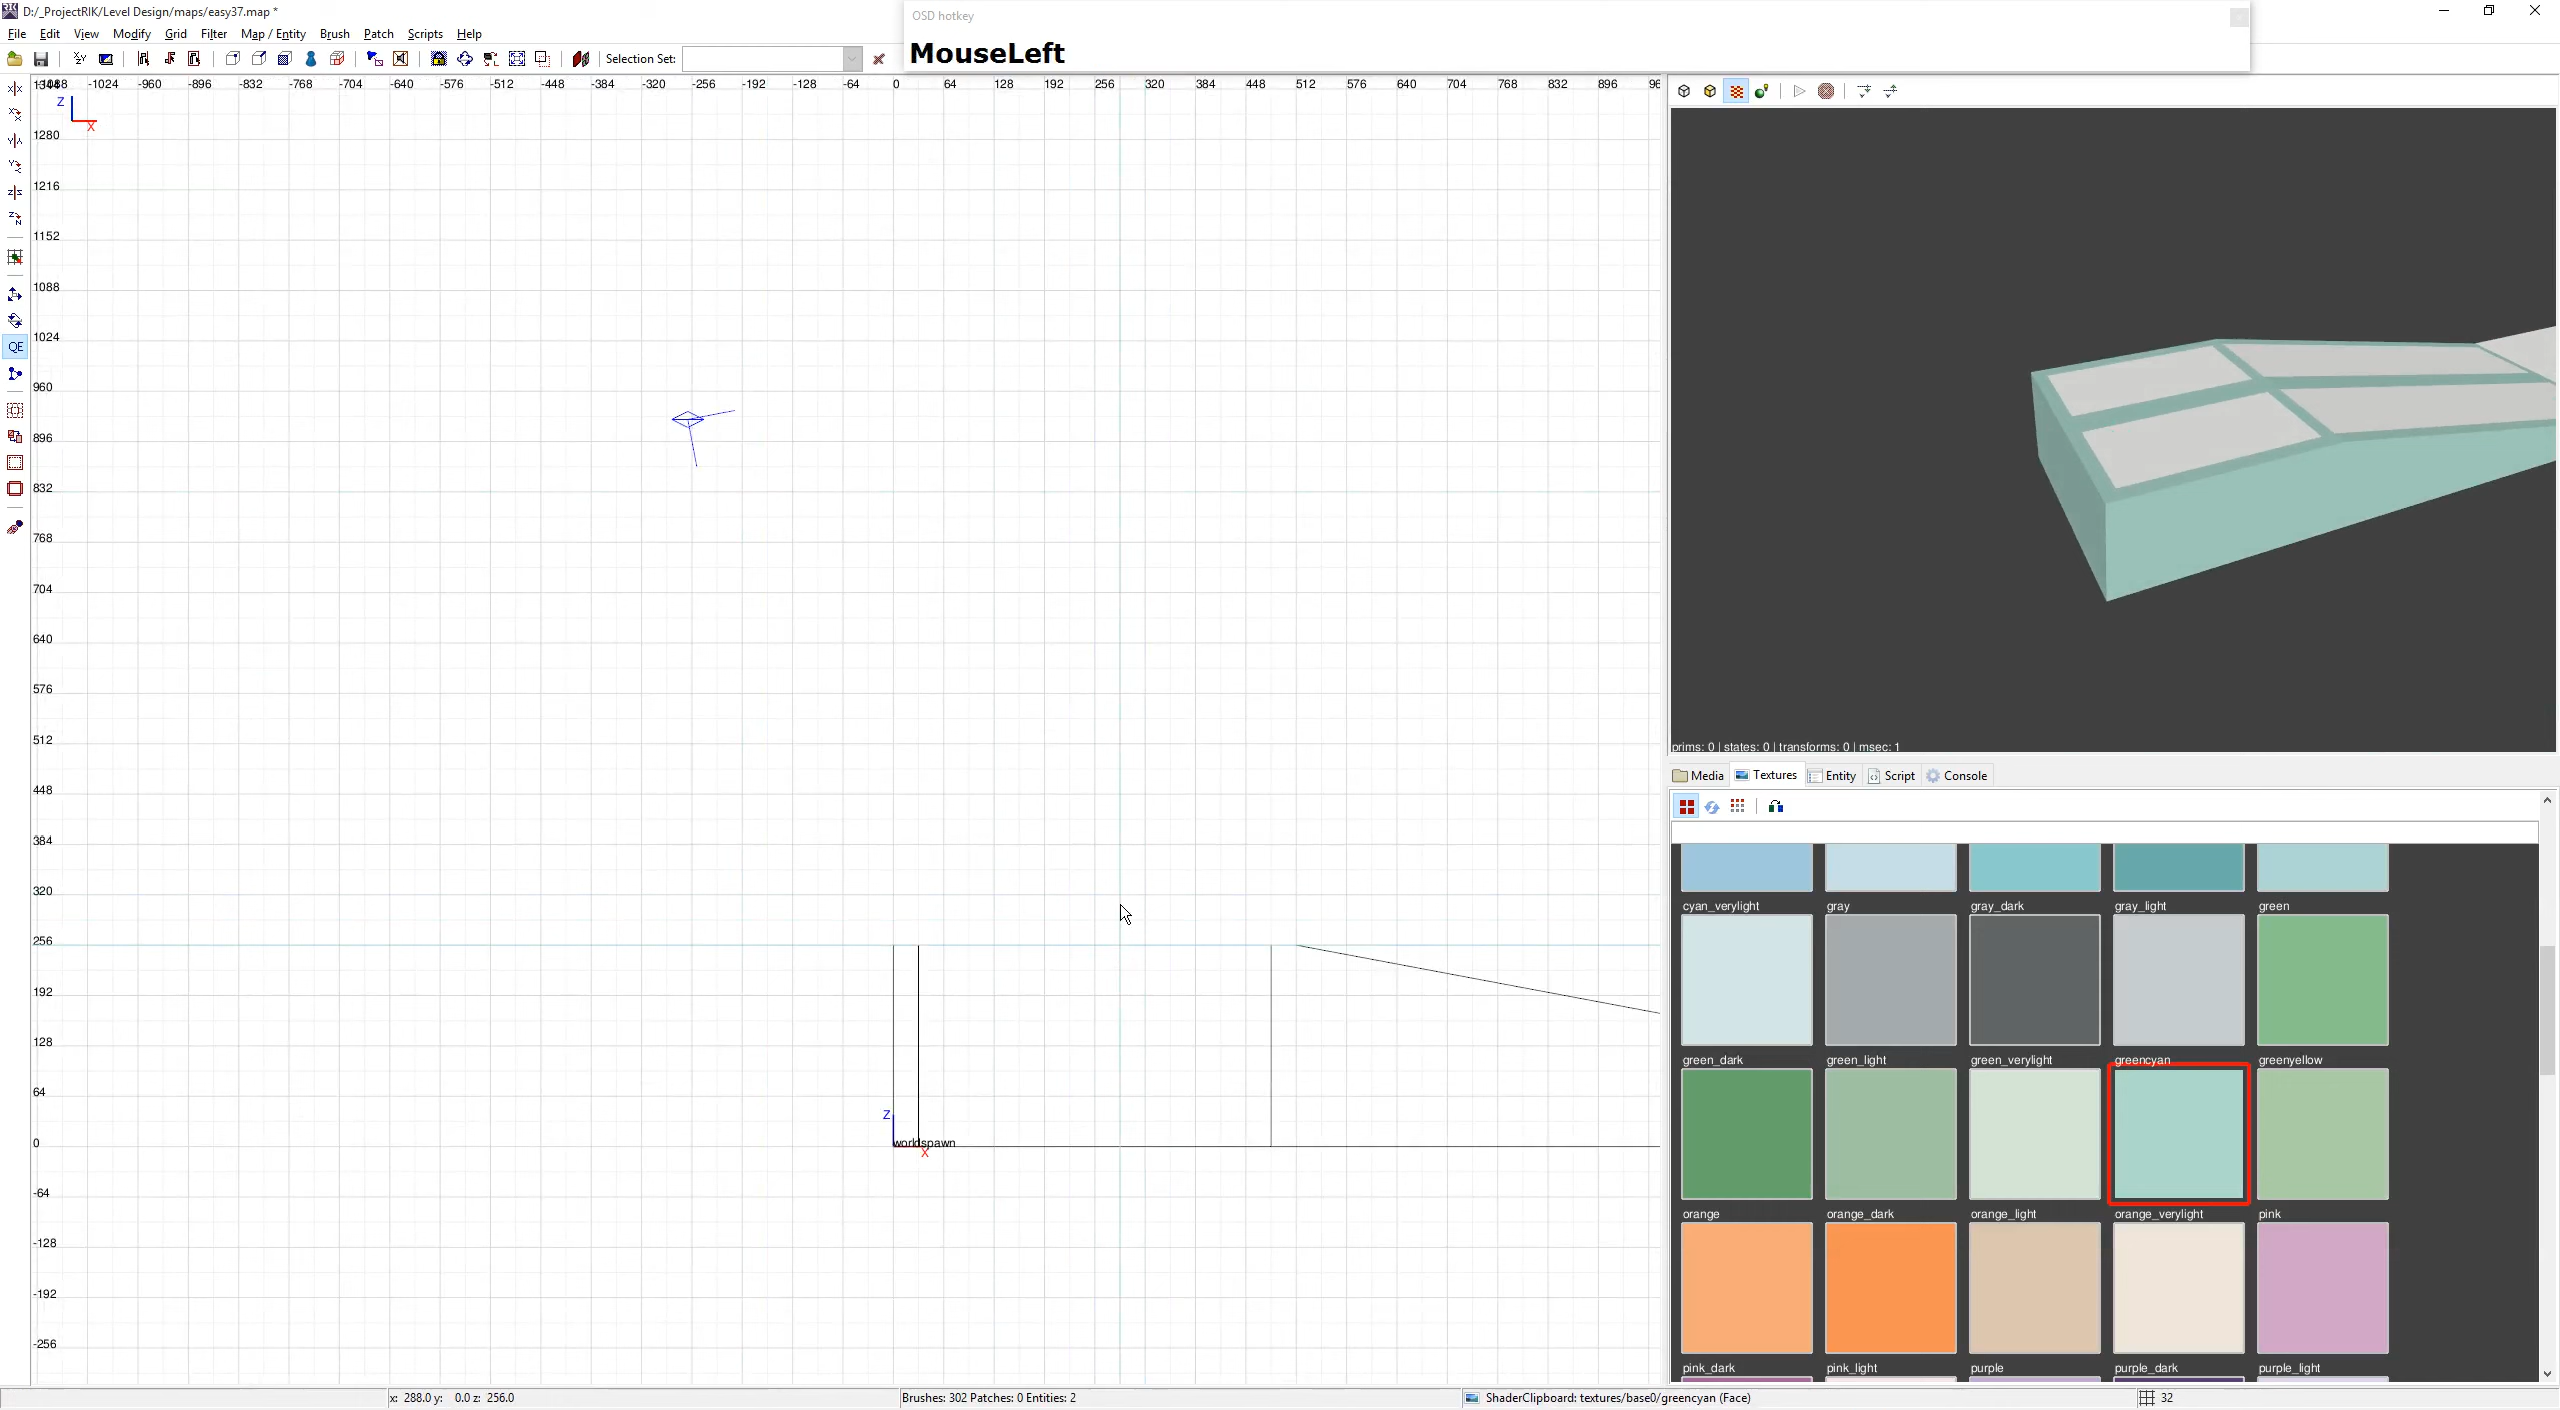 D:/_ProjectRIK/Level Design/maps/easy37.map *
OSD hotkey
MouseLeft
File Edit View Modify Grid Filter Map / Entity Brush Patch Scripts Help
Selection Set:
-1024 -960 -896 -832 -768 -704 -640 -576 -512 -448 -384 -320 -256 -192 -128 -64 0 64 128 192 256 320 384 448 512 576 640 704 768 832 896 96
Z
X
1280
1216
1152
1088
1024
QE
960
896
832
768
704
640
576
512
448
384
320
256
192
128
64
0
-64
-128
-192
-256
Z
worldspawn
X
prims: 0 | states: 0 | transforms: 0 | msec: 1
Media Textures Entity Script Console
cyan_verylight gray gray_dark gray_light green
green_dark green_light green_verylight greencyan greenyellow
orange orange_dark orange_light orange_verylight pink
pink_dark pink_light purple purple_dark purple_light
x: 288.0 y: 0.0 z: 256.0
Brushes: 302 Patches: 0 Entities: 2
ShaderClipboard: textures/base0/greencyan (Face)
32